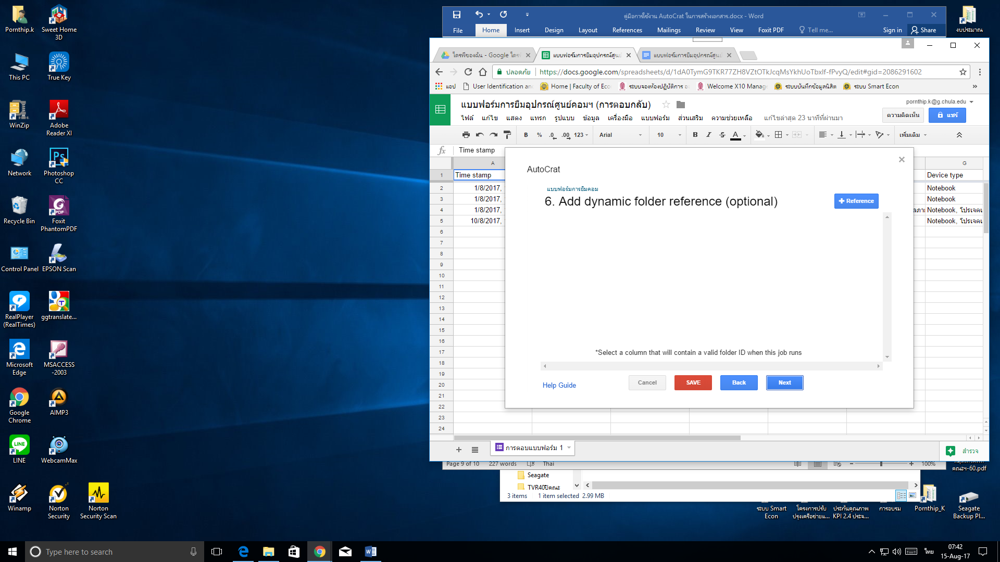 Pornthip.k
Sweet Home 3D
This PC
True Key
WinZip
Adobe Reader XI
Network
Photoshop CC
Recycle Bin
Foxit PhantomPDF
Control Panel
EPSON Scan
RealPlayer (RealTimes)
ggtranslate...
Microsoft Edge
MSACCESS -2003
Google Chrome
AIMP3
LINE
WebcamMax
Winamp
Norton Security
Norton Security Scan
คู่มือการใช้งาน AutoCrat ในการสร้างเอกสาร.docx - Word
File Home Insert Design Layout References Mailings Review View Foxit PDF Tell me... Sign in Share
งบประมาณ
ไดรฟ์ของฉัน - Google ไดรฟ์
แบบฟอร์มการยืมอุปกรณ์ศูนย์
แบบฟอร์มการยืมอุปกรณ์ศูนย์
ปลอดภัย https://docs.google.com/spreadsheets/d/1dA0TymG9TKR77ZH8VZtOTkJcqMsYkhUoTbxIf-fPvyQ/edit#gid=2086291602
แอป User Identification and Home | Faculty of Eco ระบบจองห้องปฏิบัติการ Welcome X10 Manag ระบบบันทึกข้อมูลนิสิต ระบบ Smart Econ »
แบบฟอร์มการยืมอุปกรณ์ศูนย์คอมฯ (การตอบกลับ)
pornthip.k@g.chula.edu
ไฟล์ แก้ไข แสดง แทรก รูปแบบ ข้อมูล เครื่องมือ แบบฟอร์ม ส่วนเสริม ความช่วยเหลือ แก้ไขล่าสุด 23 นาทีที่ผ่านมา
ความคิดเห็น แชร์
B % .0 .00 123 Arial 10 B I S A เพิ่มเติม
fx Time stamp
A G
1 Time stamp Device type
2 1/8/2017, Notebook
3 1/8/2017, Notebook
4 1/8/2017, Notebook, โปรเจคเ
5 10/8/2017, Notebook, โปรเจคเ
6
7
8
9
10
11
12
13
14
15
16
17
18
19
20
21
22
23
24
AutoCrat
แบบฟอร์มการยืมคอม
6. Add dynamic folder reference (optional)
Reference
*Select a column that will contain a valid folder ID when this job runs
Help Guide Cancel SAVE Back Next
การตอบแบบฟอร์ม 1
สำรวจ
Page 9 of 10 227 words Thai 100%
คณะฯ-60.pdf
Seagate
TVR40ปีคณะ
3 items 1 item selected 2.99 MB
ระบบ Smart Econ
โครงการปรับปรุงเครือข่ายแ...
ประกันคุณภาพ KPI 2.4 ประจ...
การอบรม
Pornthip_K
Seagate Backup Pl...
Type here to search
ไทย
07:42
15-Aug-17